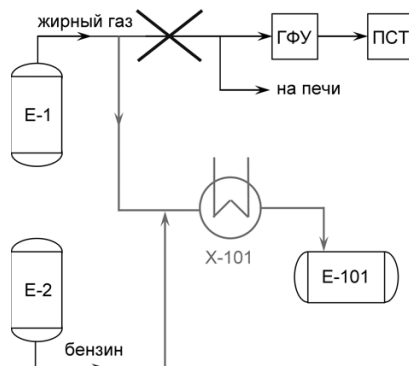 жирный газ
ГФУ
ПСТ
на печи
Е-1
Х-101
Е-101
Е-2
бензин